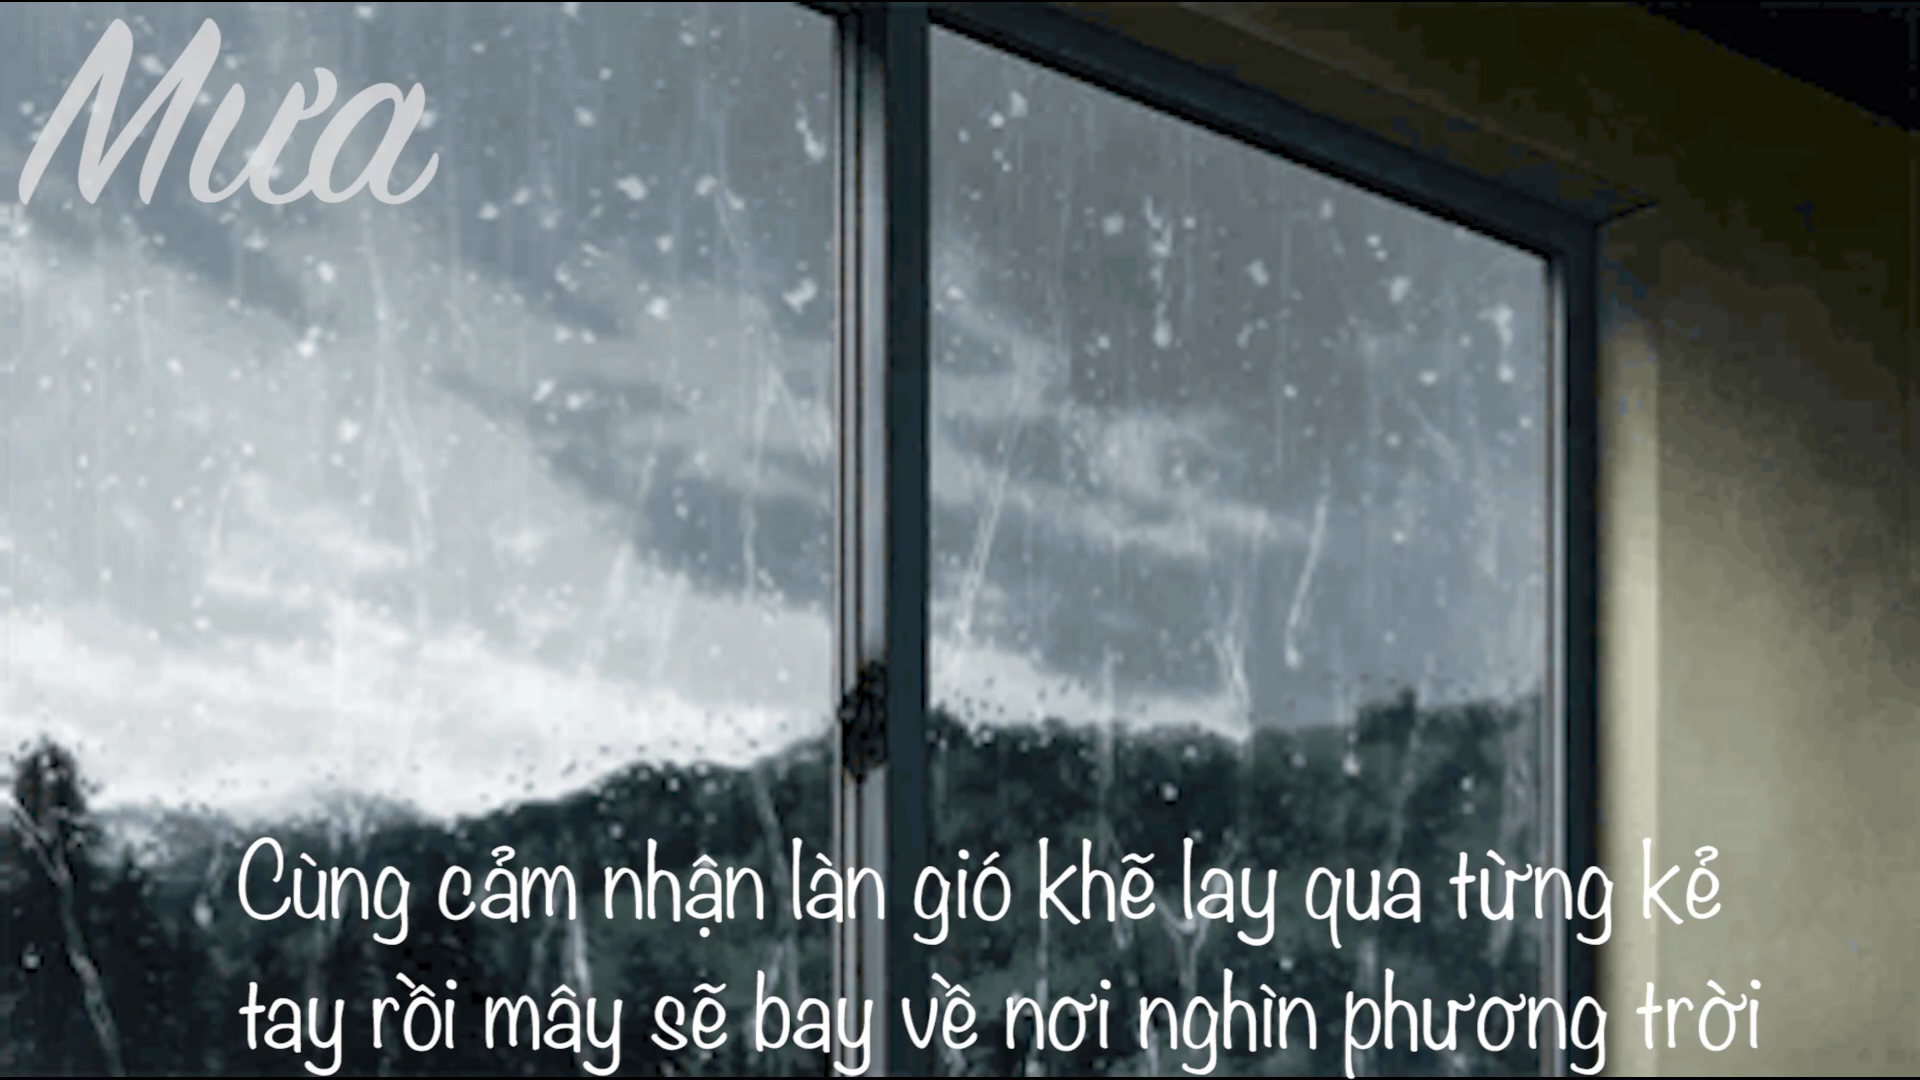 Mưa
Cùng cảm nhận làn gió khẽ lay qua từng kẻ
tay rồi mây sẽ bay về nơi nghìn phương trời